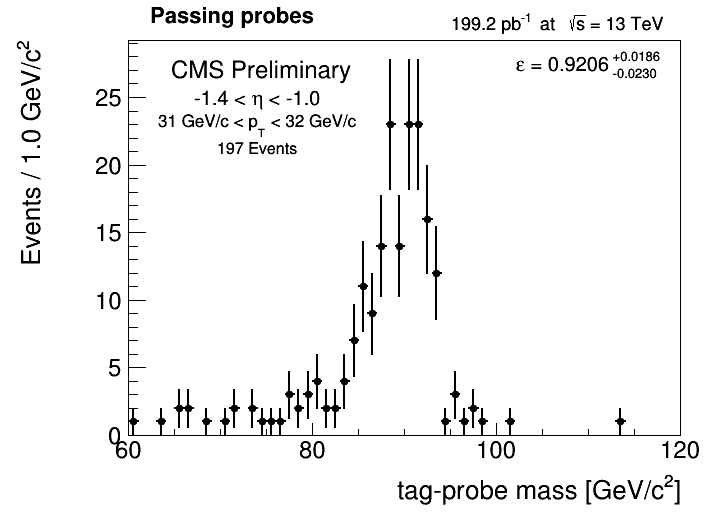 Passing probes
199.2 pb⁻¹ at √s = 13 TeV
CMS Preliminary
-1.4 < η < -1.0
31 GeV/c < p_T < 32 GeV/c
197 Events
ε = 0.9206 +0.0186 -0.0230
Events / 1.0 GeV/c²
25
20
15
10
5
0
60 80 100 120
tag-probe mass [GeV/c²]